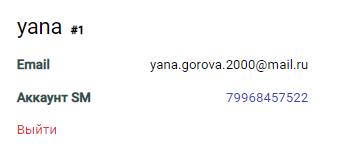 yana #1
Email yana.gorova.2000@mail.ru
Аккаунт SM 79968457522
Выйти